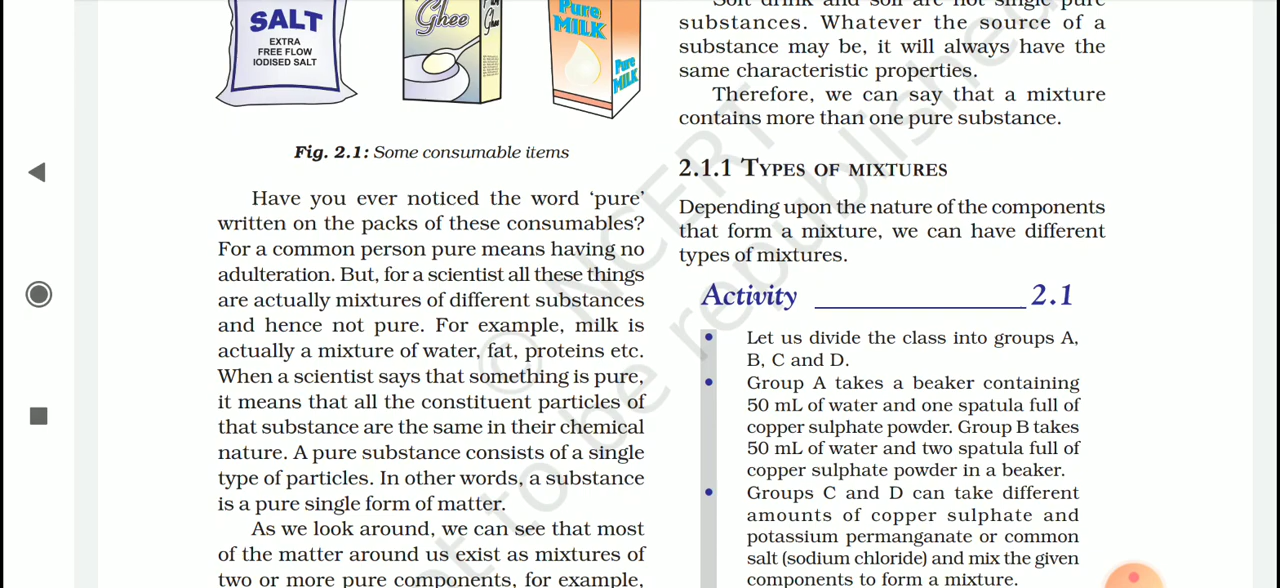 SALT
EXTRA
FREE FLOW
IODISED SALT
Ghee
Pure
MILK
Pure
MILK
Fig. 2.1: Some consumable items
Have you ever noticed the word ‘pure’
written on the packs of these consumables?
For a common person pure means having no
adulteration. But, for a scientist all these things
are actually mixtures of different substances
and hence not pure. For example, milk is
actually a mixture of water, fat, proteins etc.
When a scientist says that something is pure,
it means that all the constituent particles of
that substance are the same in their chemical
nature. A pure substance consists of a single
type of particles. In other words, a substance
is a pure single form of matter.
As we look around, we can see that most
of the matter around us exist as mixtures of
two or more pure components, for example,
Soft drink and soil are not single pure
substances. Whatever the source of a
substance may be, it will always have the
same characteristic properties.
Therefore, we can say that a mixture
contains more than one pure substance.
2.1.1 TYPES OF MIXTURES
Depending upon the nature of the components
that form a mixture, we can have different
types of mixtures.
Activity 2.1
• Let us divide the class into groups A,
B, C and D.
• Group A takes a beaker containing
50 mL of water and one spatula full of
copper sulphate powder. Group B takes
50 mL of water and two spatula full of
copper sulphate powder in a beaker.
• Groups C and D can take different
amounts of copper sulphate and
potassium permanganate or common
salt (sodium chloride) and mix the given
components to form a mixture.
© NCERT
not to be republished